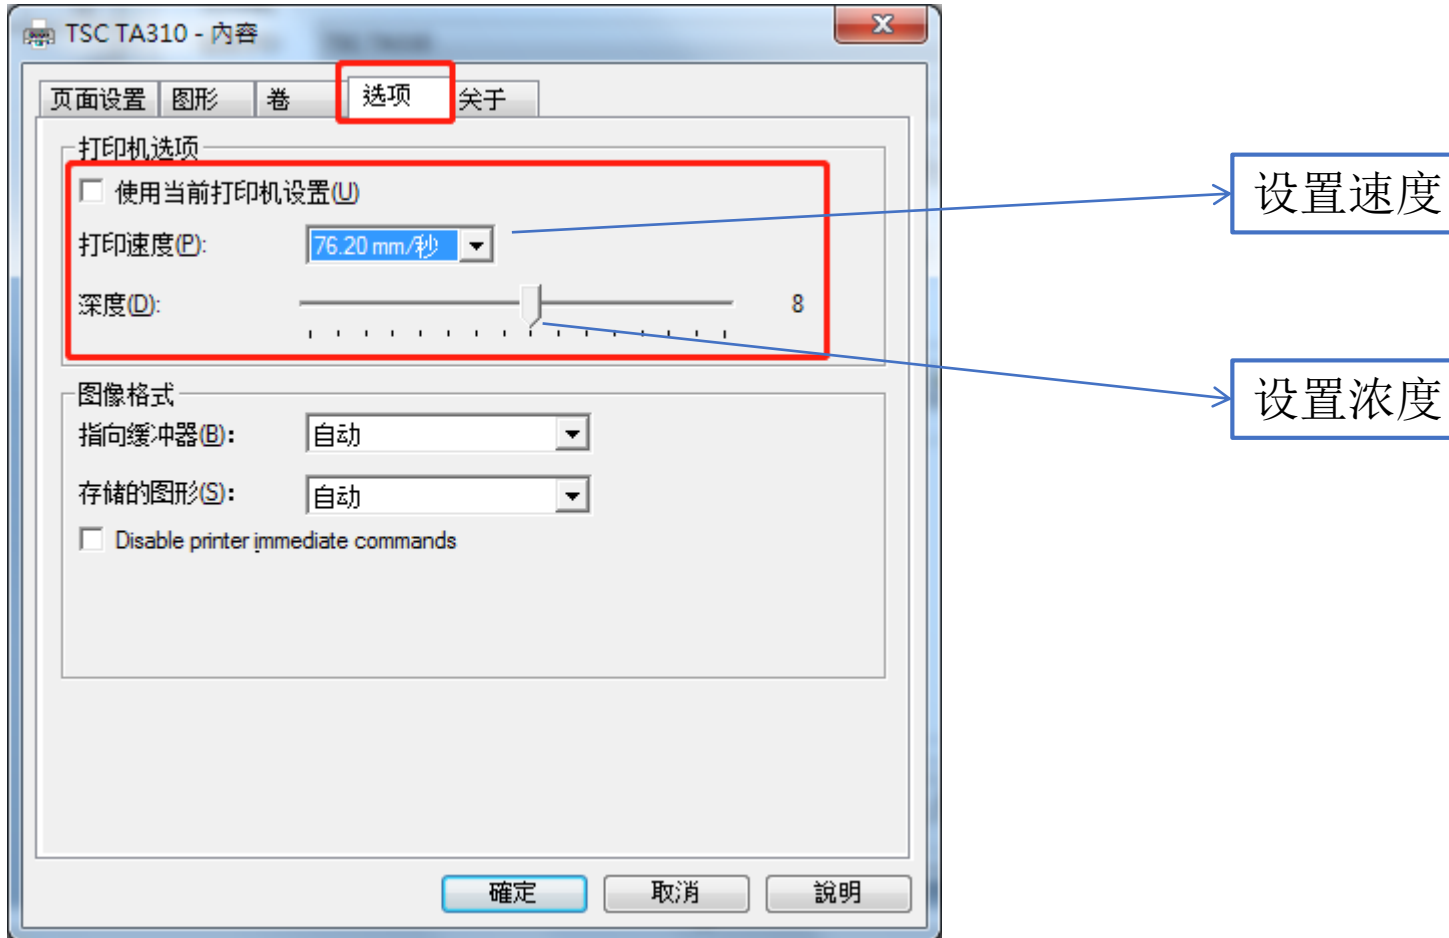 TSC TA310 - 內容
页面设置 图形 卷 选项 关于
打印机选项
使用当前打印机设置(U)
打印速度(P): 76.20 mm/秒
设置速度
深度(D): 8
图像格式
设置浓度
指向缓冲器(B): 自动
存储的图形(S): 自动
Disable printer immediate commands
確定 取消 說明